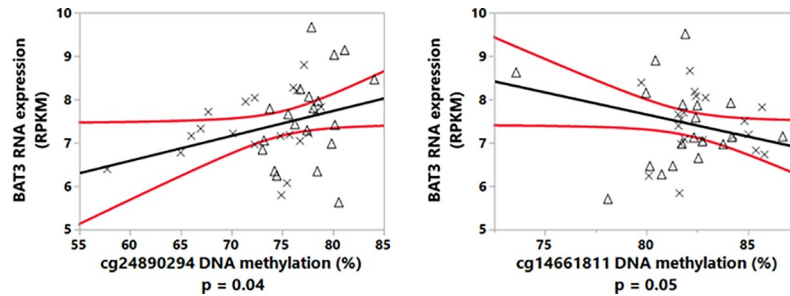 BAT3 RNA expression
(RPKM)
10
9
8
7
6
5
55
60
65
70
75
80
85
cg24890294 DNA methylation (%)
p = 0.04
BAT3 RNA expression
(RPKM)
10
9
8
7
6
5
75
80
85
cg14661811 DNA methylation (%)
p = 0.05